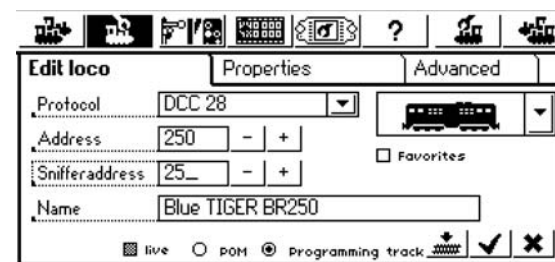 ?
Edit loco Properties Advanced
Protocol DCC 28
Address 250 - +
Favorites
Snifferaddress 25_ - +
Name Blue TIGER BR250
live POM Programming track